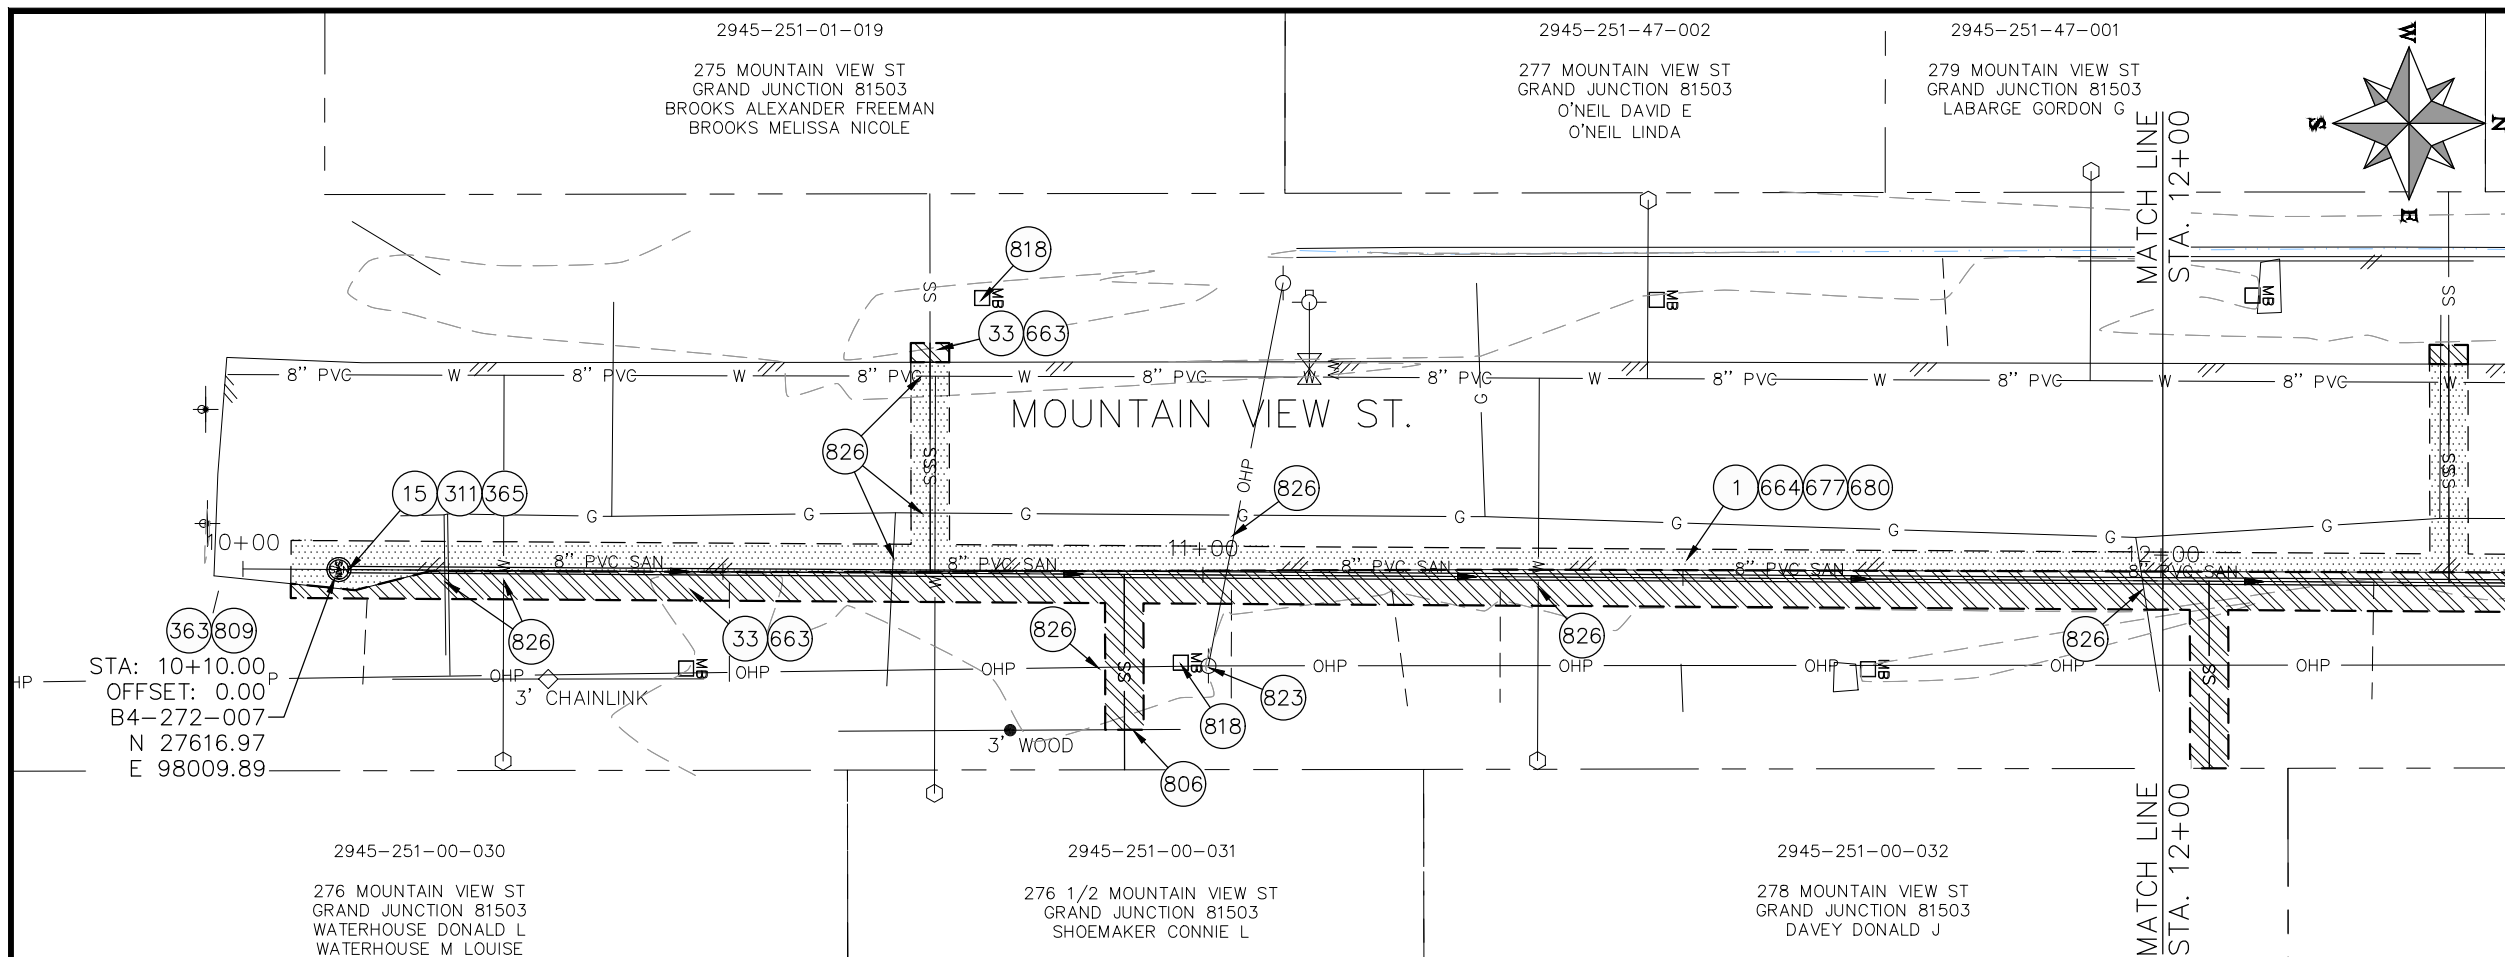 2945-251-01-019
275 MOUNTAIN VIEW ST
GRAND JUNCTION 81503
BROOKS ALEXANDER FREEMAN
BROOKS MELISSA NICOLE
2945-251-47-002
277 MOUNTAIN VIEW ST
GRAND JUNCTION 81503
O'NEIL DAVID E
O'NEIL LINDA
2945-251-47-001
279 MOUNTAIN VIEW ST
GRAND JUNCTION 81503
LABARGE GORDON G
MATCH LINE
STA. 12+00
W
S
N
E
SS
818
MB
33 663
MB
MB
SS
8" PVC W 8" PVC W 8" PVC W 8" PVC W 8" PVC W 8" PVC W 8" PVC W 8" PVC W
MOUNTAIN VIEW ST.
G
826
SS
OHP
SS
15 311 365
826
1 664 677 680
G G G G G G G G G
10+00
11+00
12+00
W
8" PVC SAN 8" PVC SAN 8" PVC SAN 8" PVC SAN 8" PVC SAN
W
W
363 809
826
33 663
826
826
826
STA: 10+10.00
OFFSET: 0.00
B4-272-007
N 27616.97
E 98009.89
HP P OHP OHP OHP OHP OHP OHP OHP OHP
MB
SS
MB
MB
SS
3' CHAINLINK
823
818
3' WOOD
806
MATCH LINE
STA. 12+00
2945-251-00-030
276 MOUNTAIN VIEW ST
GRAND JUNCTION 81503
WATERHOUSE DONALD L
WATERHOUSE M LOUISE
2945-251-00-031
276 1/2 MOUNTAIN VIEW ST
GRAND JUNCTION 81503
SHOEMAKER CONNIE L
2945-251-00-032
278 MOUNTAIN VIEW ST
GRAND JUNCTION 81503
DAVEY DONALD J